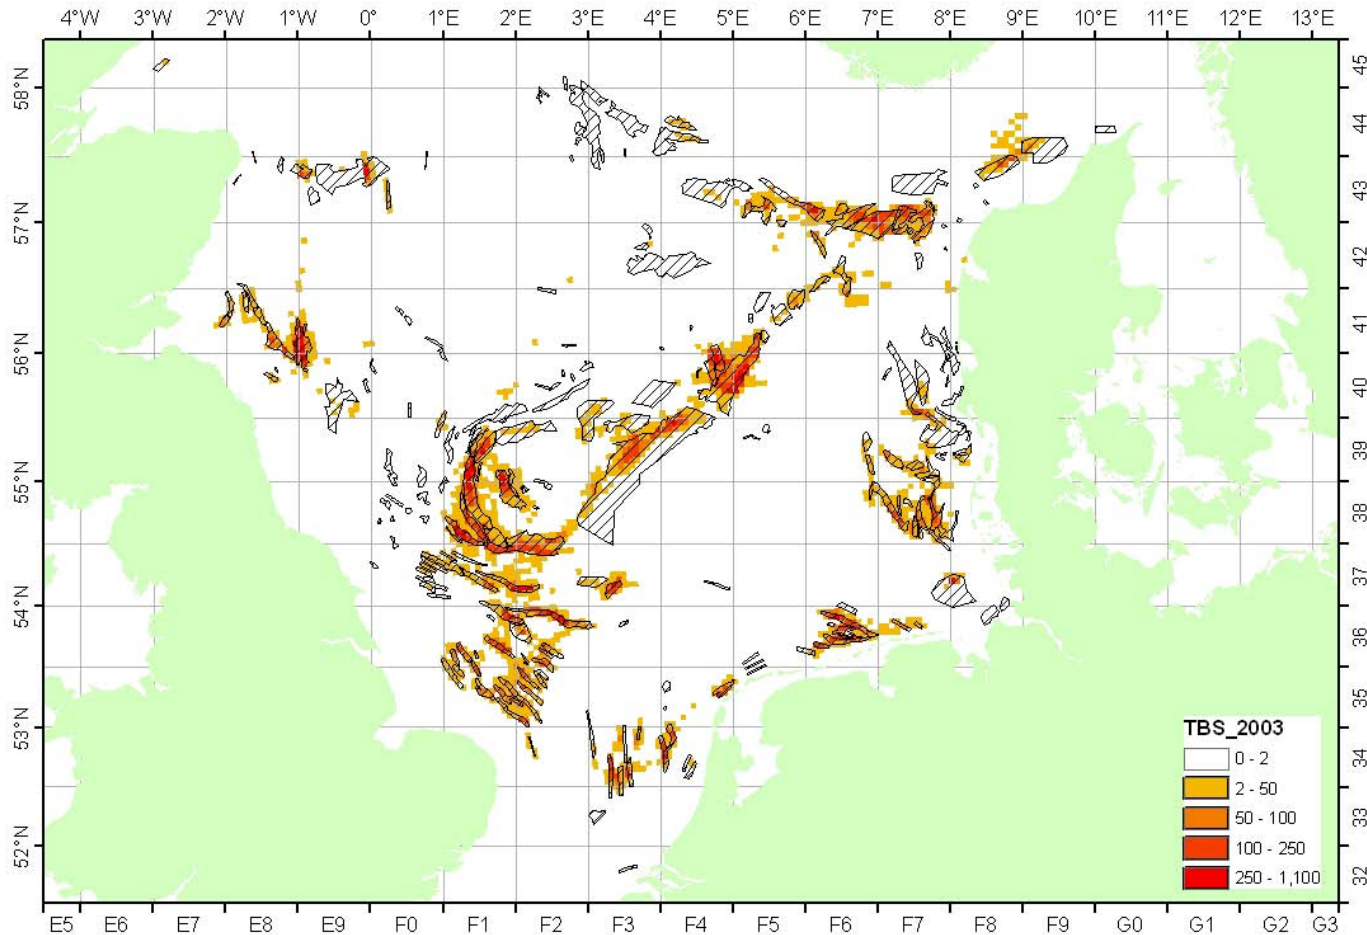 4°W 3°W 2°W 1°W 0° 1°E 2°E 3°E 4°E 5°E 6°E 7°E 8°E 9°E 10°E 11°E 12°E 13°E
58°N
57°N
56°N
55°N
54°N
53°N
52°N
45
44
43
42
41
40
39
38
37
36
35
34
33
32
TBS_2003
0 - 2
2 - 50
50 - 100
100 - 250
250 - 1,100
E5 E6 E7 E8 E9 F0 F1 F2 F3 F4 F5 F6 F7 F8 F9 G0 G1 G2 G3